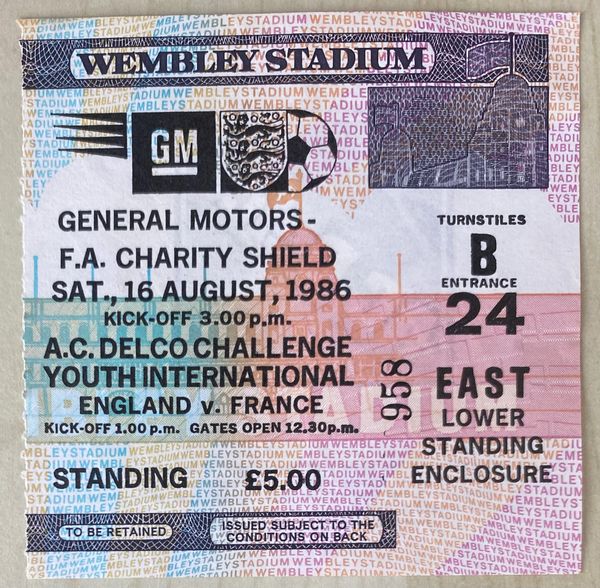 WEMBLEY STADIUM
GM
GENERAL MOTORS -
F.A. CHARITY SHIELD
SAT., 16 AUGUST, 1986
KICK-OFF 3.00 p.m.
A.C. DELCO CHALLENGE
YOUTH INTERNATIONAL
ENGLAND v. FRANCE
KICK-OFF 1.00 p.m. GATES OPEN 12.30p.m.
STANDING £5.00
TO BE RETAINED
ISSUED SUBJECT TO THE
CONDITIONS ON BACK
958
TURNSTILES
B
ENTRANCE
24
EAST
LOWER
STANDING
ENCLOSURE